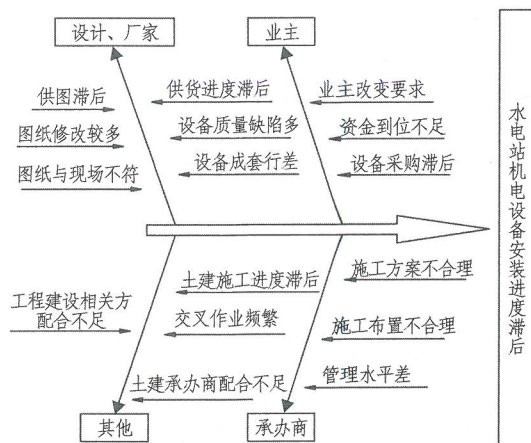 设计、厂家
业主
供图滞后
图纸修改较多
图纸与现场不符
供货进度滞后
设备质量缺陷多
设备成套行差
业主改变要求
资金到位不足
设备采购滞后
水电站机电设备安装进度滞后
工程建设相关方
配合不足
土建施工进度滞后
交叉作业频繁
土建承办商配合不足
施工方案不合理
施工布置不合理
管理水平差
其他
承办商